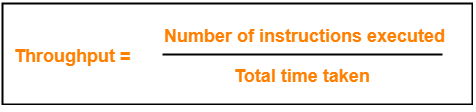 Number of instructions executed
Throughput =
Total time taken